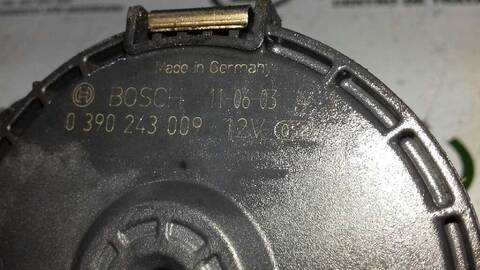 Made in Germany
BOSCH 11-06-03
0 390 243 009 12V